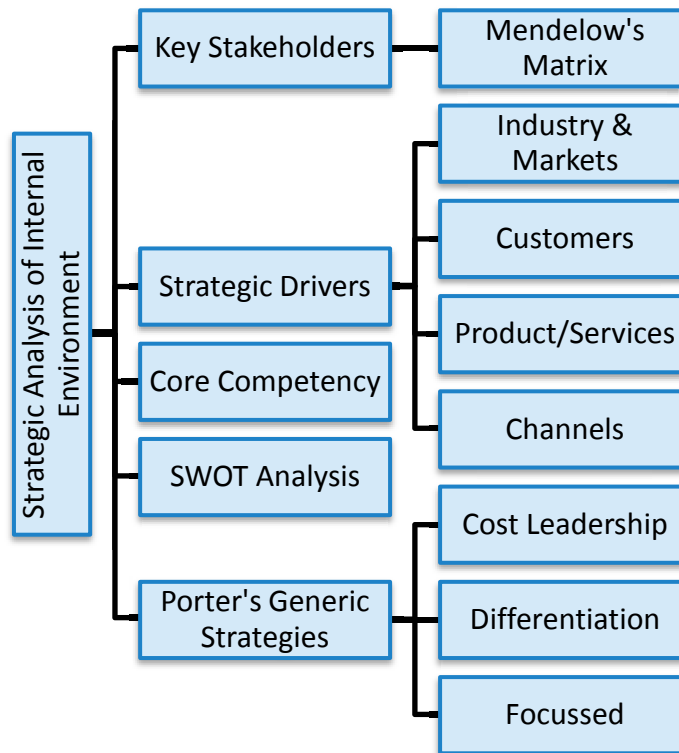 Strategic Analysis of Internal
Environment
Key Stakeholders
Mendelow's
Matrix
Strategic Drivers
Industry &
Markets
Customers
Product/Services
Channels
Core Competency
SWOT Analysis
Porter's Generic
Strategies
Cost Leadership
Differentiation
Focussed